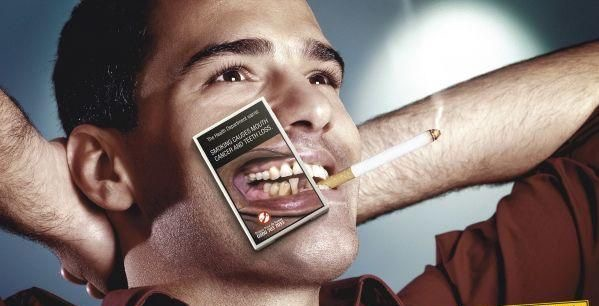 The Health Department warns:
SMOKING CAUSES MOUTH
CANCER AND TEETH LOSS